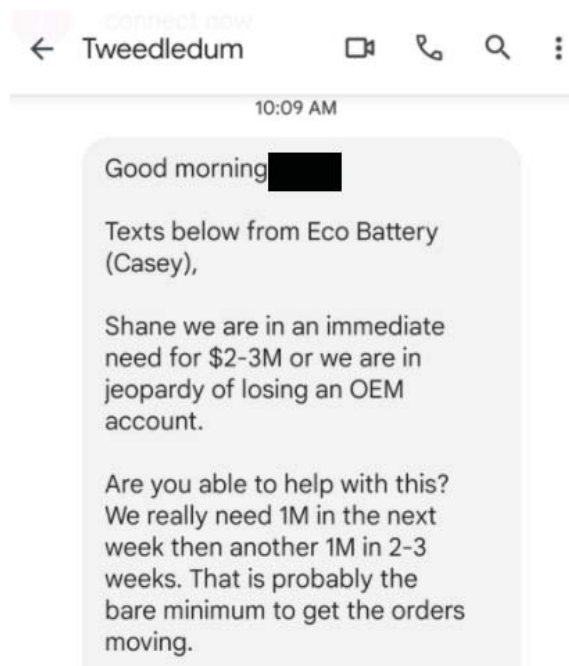 connect now
Tweedledum
10:09 AM
Good morning
Texts below from Eco Battery
(Casey),
Shane we are in an immediate
need for $2-3M or we are in
jeopardy of losing an OEM
account.
Are you able to help with this?
We really need 1M in the next
week then another 1M in 2-3
weeks. That is probably the
bare minimum to get the orders
moving.